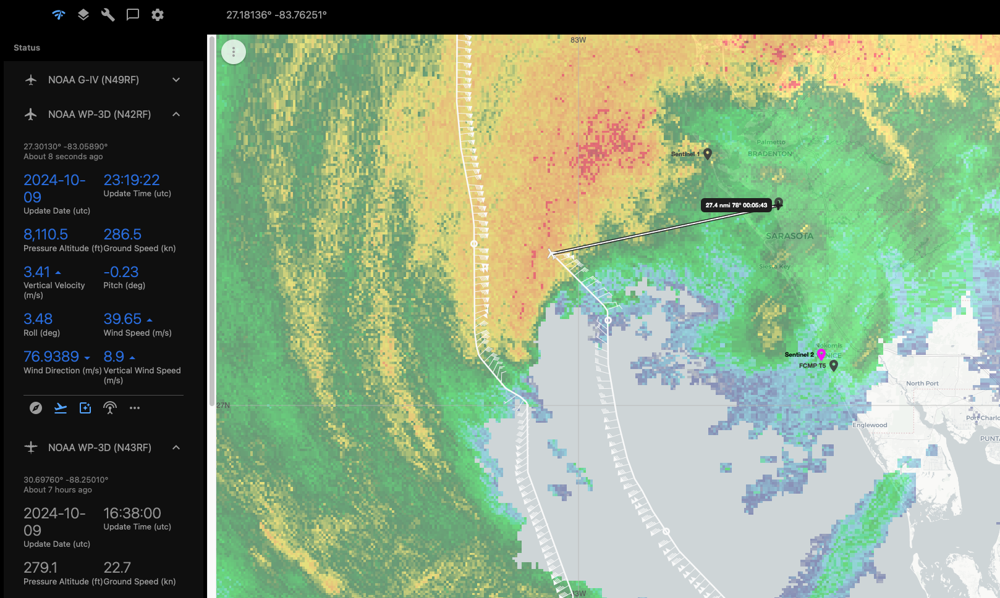 27.18136° -83.76251°
Status
NOAA G-IV (N49RF)
NOAA WP-3D (N42RF)
27.30130° -83.05890°
About 8 seconds ago
2024-10-09
23:19:22
Update Date (utc)
Update Time (utc)
8,110.5
286.5
Pressure Altitude (ft)
Ground Speed (kn)
3.41
-0.23
Vertical Velocity (m/s)
Pitch (deg)
3.48
39.65
Roll (deg)
Wind Speed (m/s)
76.9389
8.9
Wind Direction (m/s)
Vertical Wind Speed (m/s)
NOAA WP-3D (N43RF)
30.69760° -88.25010°
About 7 hours ago
2024-10-09
16:38:00
Update Date (utc)
Update Time (utc)
279.1
22.7
Pressure Altitude (ft)
Ground Speed (kn)
83W
Palmetto
BRADENTON
Sentinel 1
27.4 nmi 78° 00:05:43
SARASOTA
Siesta Key
Nokomis
Sentinel 2
NICE
FCMP T5
North Port
27N
Englewood
Port Charlo
PUNTA
83W